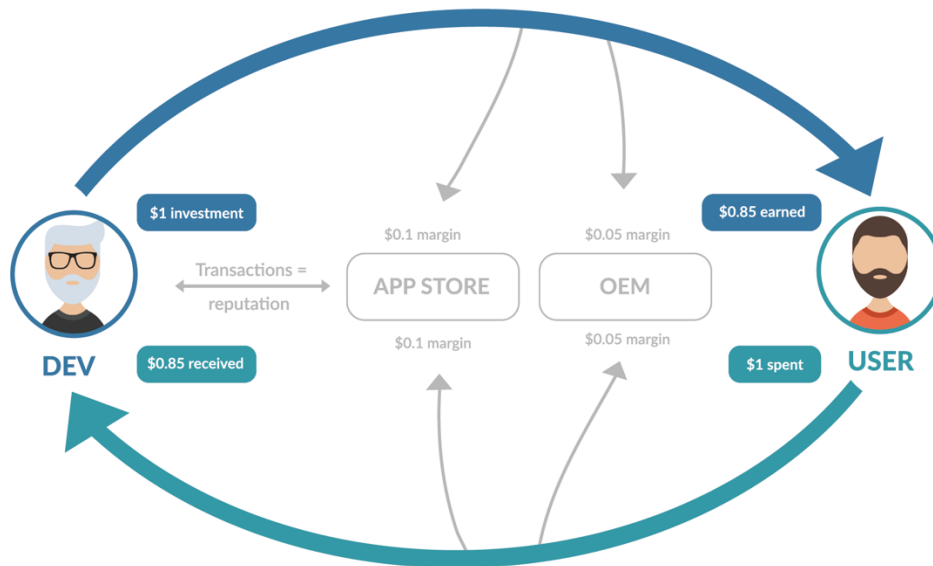 $1 investment
$0.85 earned
$0.1 margin
$0.05 margin
Transactions =
reputation
APP STORE
OEM
$0.1 margin
$0.05 margin
DEV
$0.85 received
$1 spent
USER